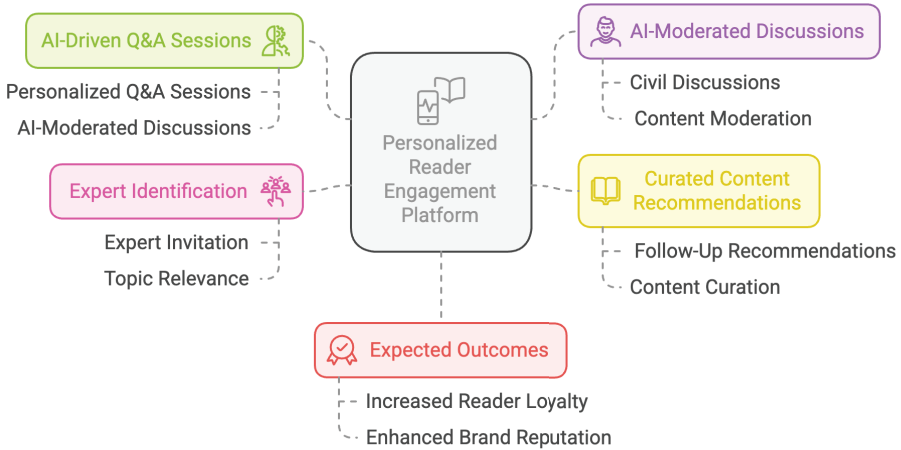 AI-Driven Q&A Sessions
Personalized Q&A Sessions
AI-Moderated Discussions
Expert Identification
Expert Invitation
Topic Relevance
Personalized
Reader
Engagement
Platform
AI-Moderated Discussions
Civil Discussions
Content Moderation
Curated Content
Recommendations
Follow-Up Recommendations
Content Curation
Expected Outcomes
Increased Reader Loyalty
Enhanced Brand Reputation